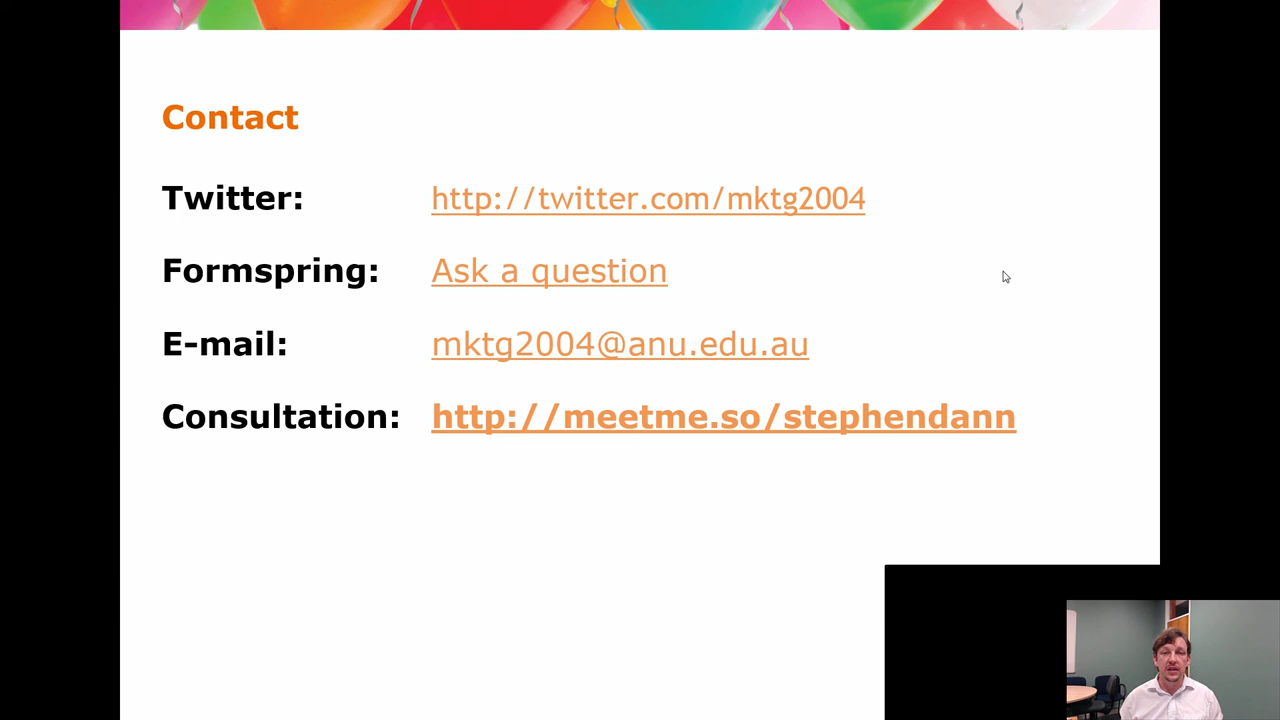 Contact
Twitter: http://twitter.com/mktg2004
Formspring: Ask a question
E-mail: mktg2004@anu.edu.au
Consultation: http://meetme.so/stephendann